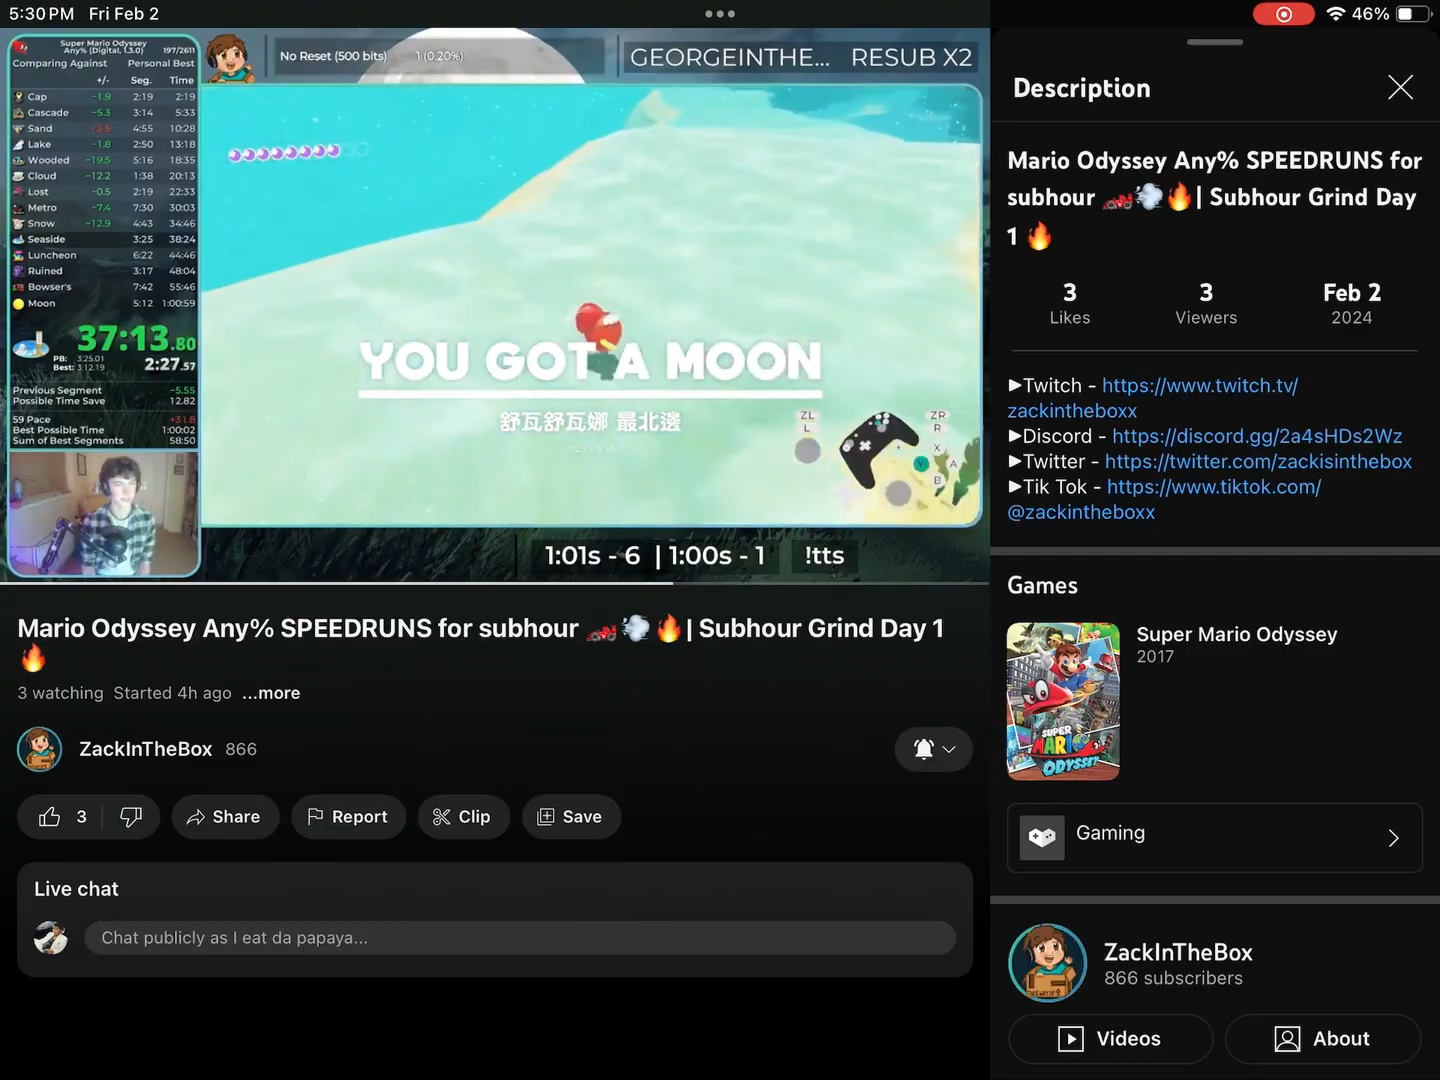 5:30 PM Fri Feb 2
46%
Super Mario Odyssey
Any% (Digital, 1.3.0) 197/2611
Comparing Against Personal Best
+/- Seg. Time
Cap −1.9 2:19 2:19
Cascade −5.3 3:14 5:33
Sand +3.5 4:55 10:28
Lake −1.8 2:50 13:18
Wooded −19.5 5:16 18:35
Cloud −12.2 1:38 20:13
Lost −0.5 2:19 22:33
Metro −7.4 7:30 30:03
Snow −12.9 4:43 34:46
Seaside 3:25 38:24
Luncheon 6:22 44:46
Ruined 3:17 48:04
Bowser's 7:42 55:46
Moon 5:12 1:00:59
37:13.80
PB: 3:25.01
Best: 3:12.19
2:27.57
Previous Segment −5.55
Possible Time Save 12.82
59 Pace +31.8
Best Possible Time 1:00:02
Sum of Best Segments 58:50
No Reset (500 bits) 1 (0.20%)
GEORGEINTHE... RESUB X2
YOU GOT A MOON
舒瓦舒瓦娜 最北邊
ZL
L
ZR
R
X
Y
A
B
1:01s - 6 | 1:00s - 1 !tts
Mario Odyssey Any% SPEEDRUNS for subhour 🏎️💨🔥| Subhour Grind Day 1
🔥
3 watching Started 4h ago ...more
ZackInTheBox 866
3
Share
Report
Clip
Save
Live chat
Chat publicly as I eat da papaya...
Description
Mario Odyssey Any% SPEEDRUNS for
subhour 🏎️💨🔥| Subhour Grind Day
1 🔥
3 3 Feb 2
Likes Viewers 2024
►Twitch - https://www.twitch.tv/
zackintheboxx
►Discord - https://discord.gg/2a4sHDs2Wz
►Twitter - https://twitter.com/zackisinthebox
►Tik Tok - https://www.tiktok.com/
@zackintheboxx
Games
Super Mario Odyssey
2017
SUPER
MARIO
ODYSSEY
Gaming
ZackInTheBox
866 subscribers
Videos
About